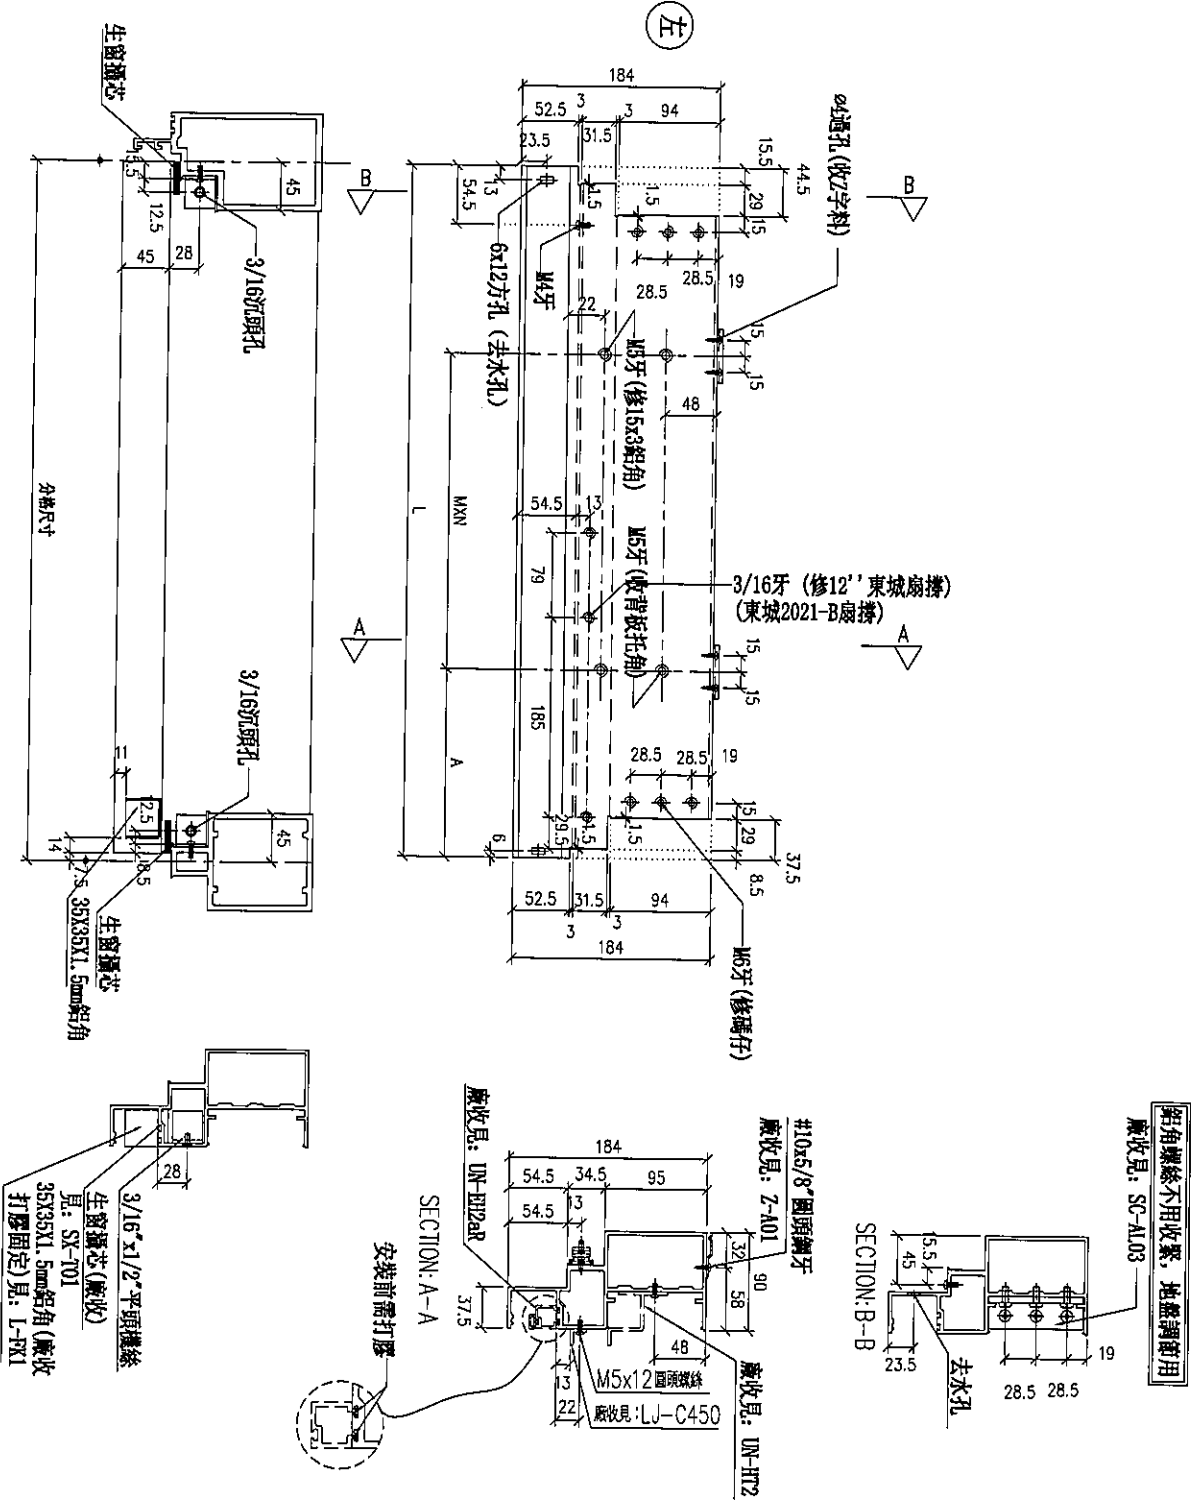 左
184
52.5
3
31.5
3
94
23.5
13
54.5
1.5
1.5
15.5
44.5
29
15
19
28.5
28.5
ø4通孔(收Z字料)
B
B
生窗攝芯
45
12.5
45
28
3/16沉頭孔
M4牙
6x12方孔(去水孔)
22
M5牙(修15x3鋁角)
15
15
48
MXN
L
分格尺寸
54.5
13
79
M5牙(收背板托角)
3/16牙 (修12''東城扇撐)
(東城2021-B扇撐)
A
A
15
15
185
A
3/16沉頭孔
28.5
28.5
19
15
29
37.5
8.5
1.5
1.5
29.5
6
11
2.5
45
14
7.5
8.5
生窗攝芯
35X35X1.5mm鋁角
52.5
31.5
94
3
3
184
M6牙(修碼仔)
28
3/16"x1/2"平頭機絲
生窗攝芯(廠收)
見: SX-T01
35X35X1.5mm鋁角(廠收
打膠固定)見: L-FK1
廠收見: UN-EH2aR
184
54.5
34.5
95
54.5
13
#10x5/8"圓頭鋼牙
廠收見: Z-A01
32
90
58
37.5
48
13
22
M5x12圓頭螺絲
廠收見:LJ-C450
廠收見: UN-HT2
SECTION:A-A
安裝前需打膠
鋁角螺絲不用收緊, 地盤調節用
廠收見: SC-AL03
15.5
45
23.5
去水孔
19
28.5
28.5
SECTION:B-B